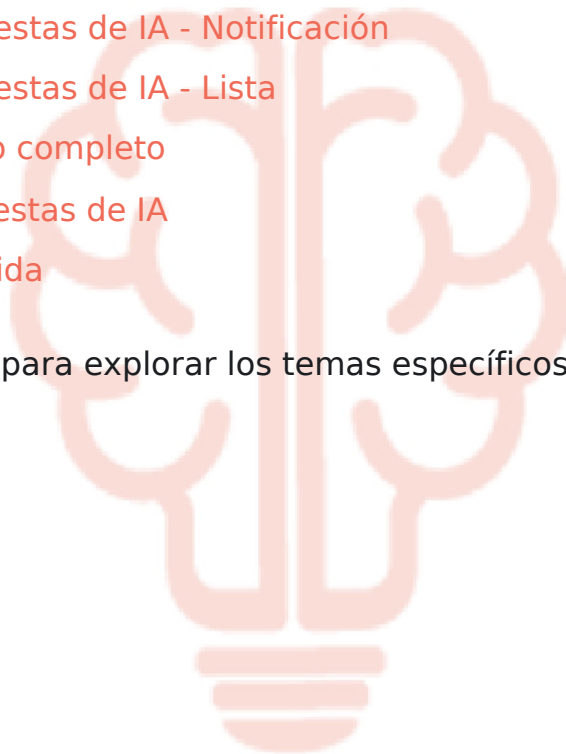 estas de IA - Notificación
estas de IA - Lista
o completo
estas de IA
ida
para explorar los temas específicos